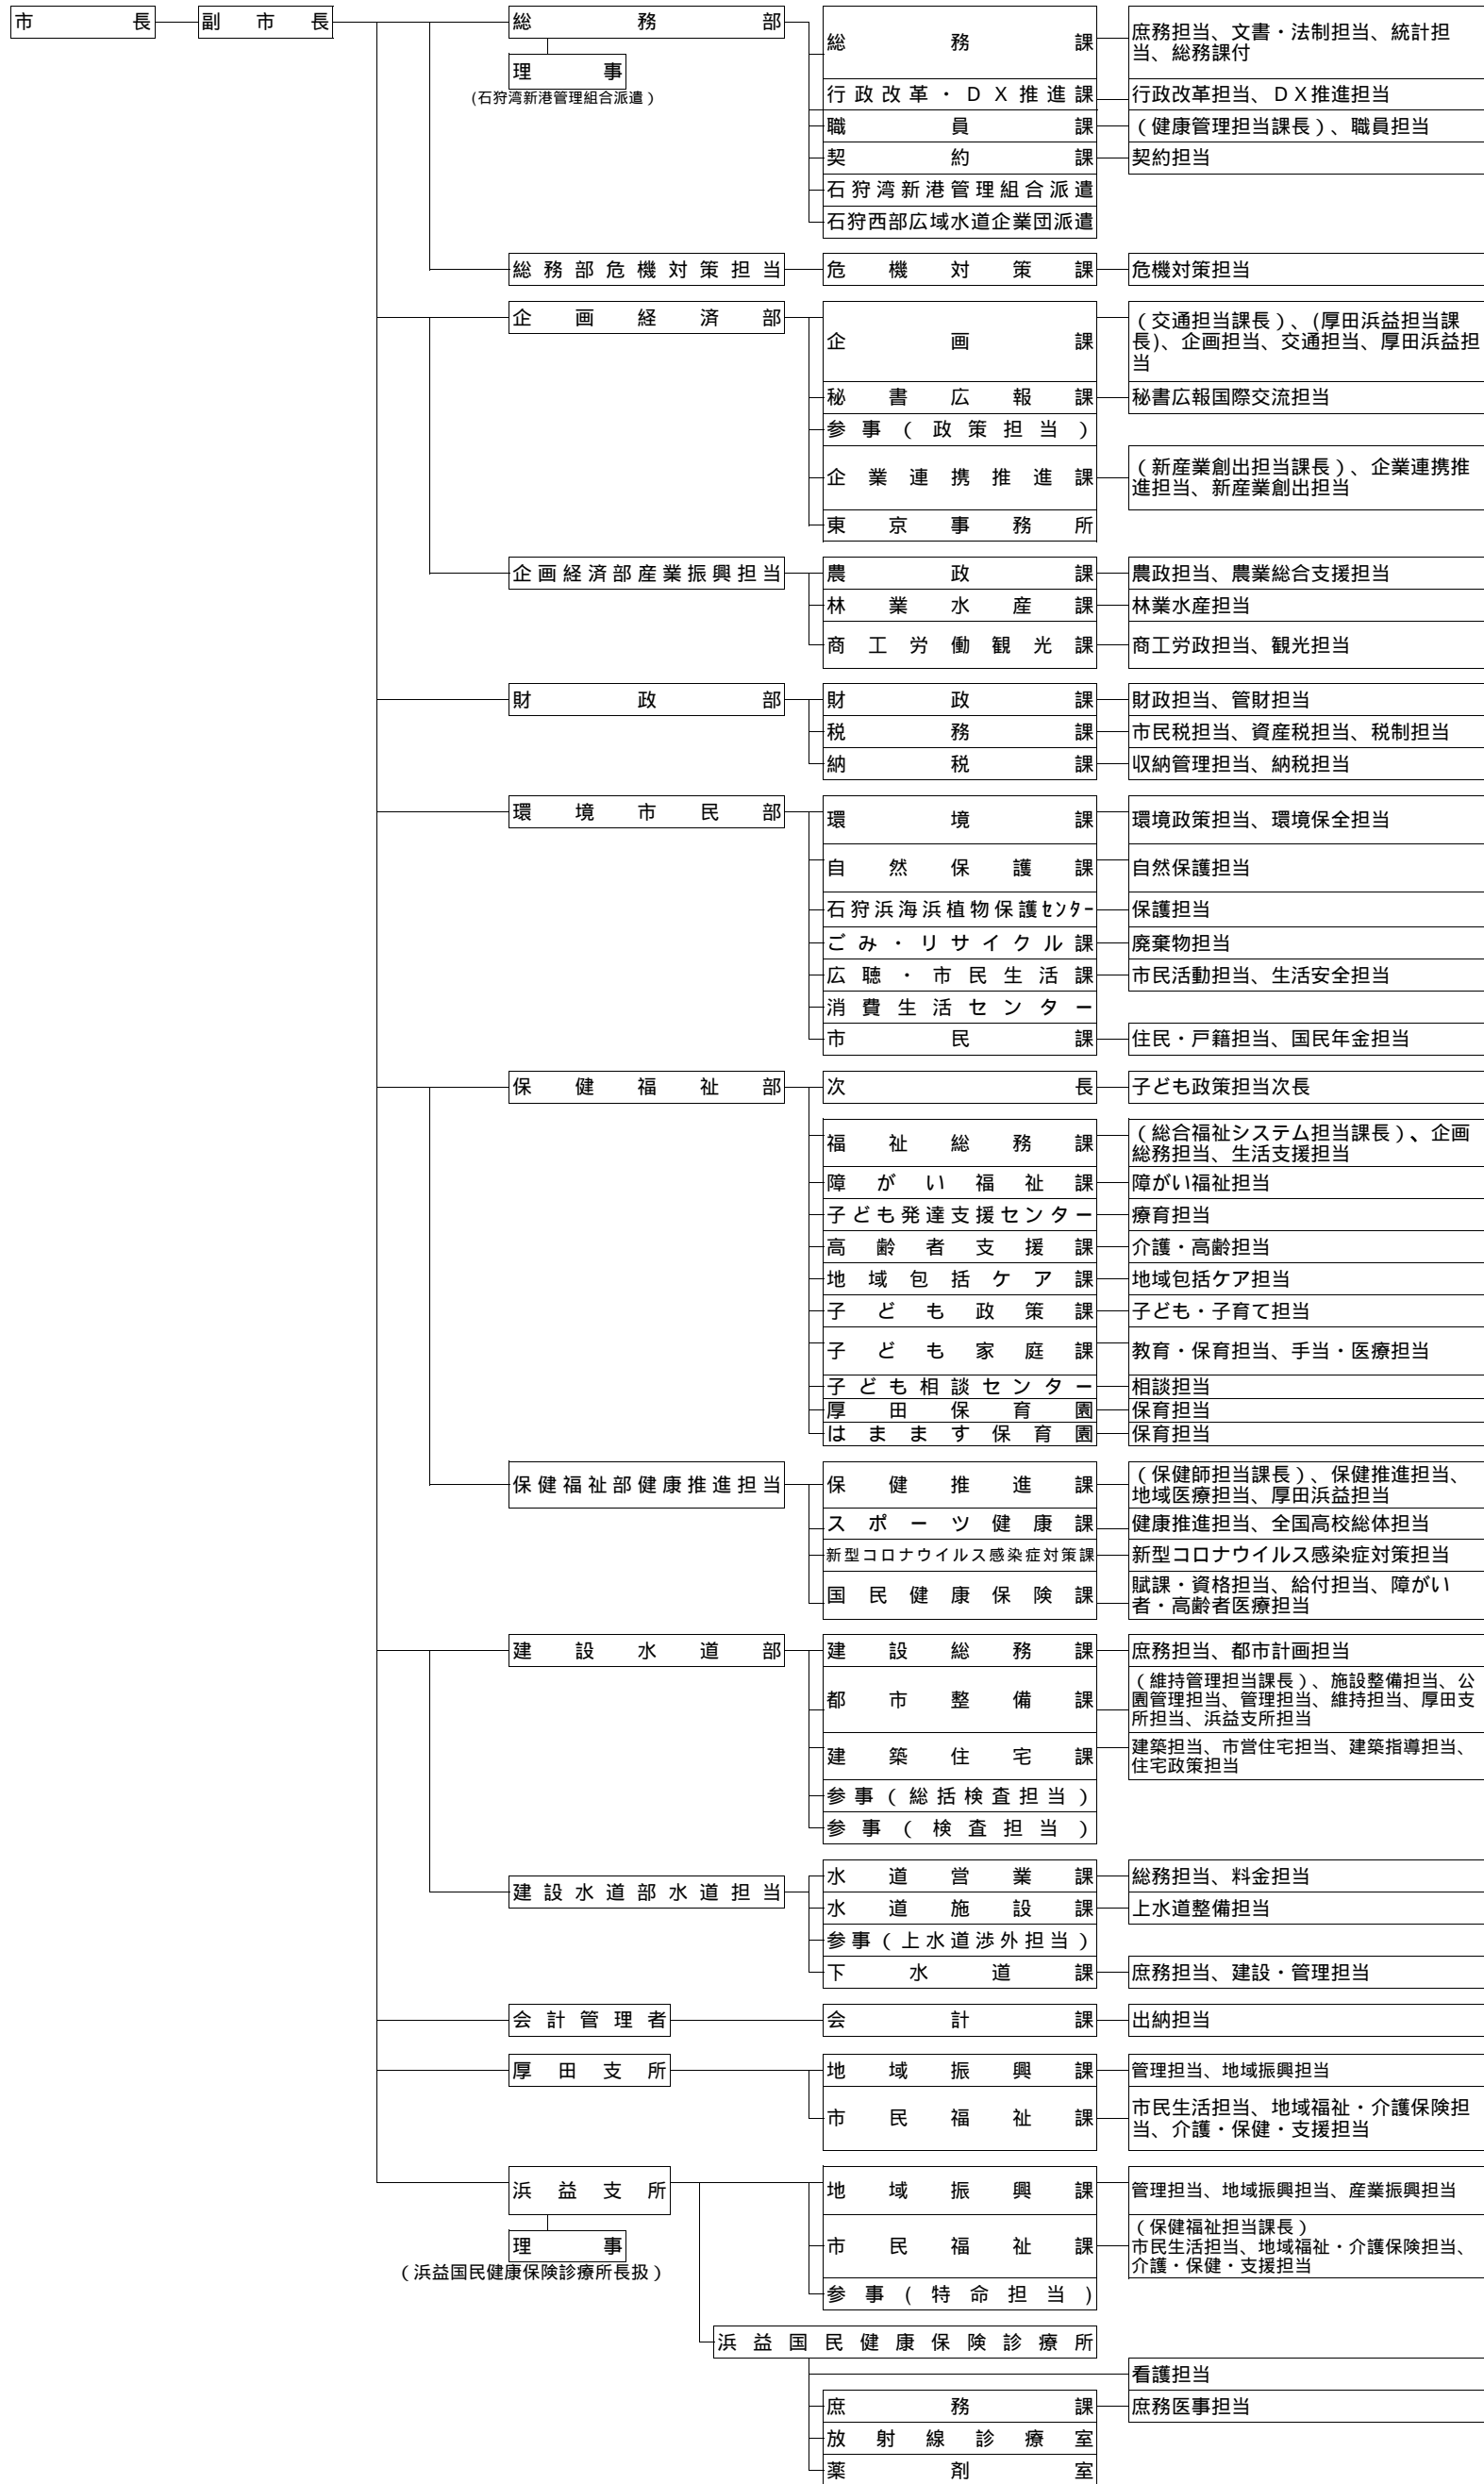 市長
副市長
総務部
理事
(石狩湾新港管理組合派遣)
総務課
庶務担当、文書・法制担当、統計担
当、総務課付
行政改革・DX推進課
行政改革担当、DX推進担当
職員課
(健康管理担当課長)、職員担当
契約課
契約担当
石狩湾新港管理組合派遣
石狩西部広域水道企業団派遣
総務部危機対策担当
危機対策課
危機対策担当
企画経済部
企画課
(交通担当課長)、(厚田浜益担当課
長)、企画担当、交通担当、厚田浜益担
当
秘書広報課
秘書広報国際交流担当
参事(政策担当)
企業連携推進課
(新産業創出担当課長)、企業連携推
進担当、新産業創出担当
東京事務所
企画経済部産業振興担当
農政課
農政担当、農業総合支援担当
林業水産課
林業水産担当
商工労働観光課
商工労政担当、観光担当
財政部
財政課
財政担当、管財担当
税務課
市民税担当、資産税担当、税制担当
納税課
収納管理担当、納税担当
環境市民部
環境課
環境政策担当、環境保全担当
自然保護課
自然保護担当
石狩浜海浜植物保護センター
保護担当
ごみ・リサイクル課
廃棄物担当
広聴・市民生活課
市民活動担当、生活安全担当
消費生活センター
市民課
住民・戸籍担当、国民年金担当
保健福祉部
次長
子ども政策担当次長
福祉総務課
(総合福祉システム担当課長)、企画
総務担当、生活支援担当
障がい福祉課
障がい福祉担当
子ども発達支援センター
療育担当
高齢者支援課
介護・高齢担当
地域包括ケア課
地域包括ケア担当
子ども政策課
子ども・子育て担当
子ども家庭課
教育・保育担当、手当・医療担当
子ども相談センター
相談担当
厚田保育園
保育担当
はまます保育園
保育担当
保健福祉部健康推進担当
保健推進課
(保健師担当課長)、保健推進担当、
地域医療担当、厚田浜益担当
スポーツ健康課
健康推進担当、全国高校総体担当
新型コロナウイルス感染症対策課
新型コロナウイルス感染症対策担当
国民健康保険課
賦課・資格担当、給付担当、障がい
者・高齢者医療担当
建設水道部
建設総務課
庶務担当、都市計画担当
都市整備課
(維持管理担当課長)、施設整備担当、公
園管理担当、管理担当、維持担当、厚田支
所担当、浜益支所担当
建築住宅課
建築担当、市営住宅担当、建築指導担当、
住宅政策担当
参事(総括検査担当)
参事(検査担当)
建設水道部水道担当
水道営業課
総務担当、料金担当
水道施設課
上水道整備担当
参事(上水道渉外担当)
下水道課
庶務担当、建設・管理担当
会計管理者
会計課
出納担当
厚田支所
地域振興課
管理担当、地域振興担当
市民福祉課
市民生活担当、地域福祉・介護保険担
当、介護・保健・支援担当
浜益支所
理事
(浜益国民健康保険診療所長扱)
地域振興課
管理担当、地域振興担当、産業振興担当
市民福祉課
(保健福祉担当課長)
市民生活担当、地域福祉・介護保険担当、
介護・保健・支援担当
参事(特命担当)
浜益国民健康保険診療所
看護担当
庶務課
庶務医事担当
放射線診療室
薬剤室